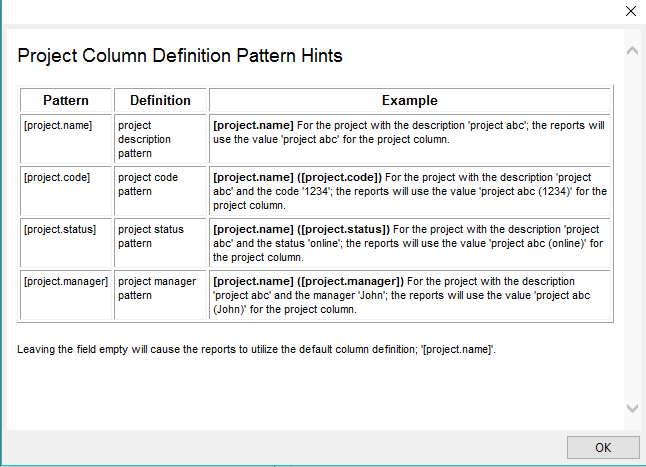 Project Column Definition Pattern Hints
Pattern Definition Example
[project.name] project description pattern [project.name] For the project with the description 'project abc'; the reports will
use the value 'project abc' for the project column.
[project.code] project code pattern [project.name] ([project.code]) For the project with the description 'project
abc' and the code '1234'; the reports will use the value 'project abc (1234)' for the
project column.
[project.status] project status pattern [project.name] ([project.status]) For the project with the description 'project
abc' and the status 'online'; the reports will use the value 'project abc (online)' for
the project column.
[project.manager] project manager pattern [project.name] ([project.manager]) For the project with the description
'project abc' and the manager 'John'; the reports will use the value 'project abc
(John)' for the project column.
Leaving the field empty will cause the reports to utilize the default column definition; '[project.name]'.
OK